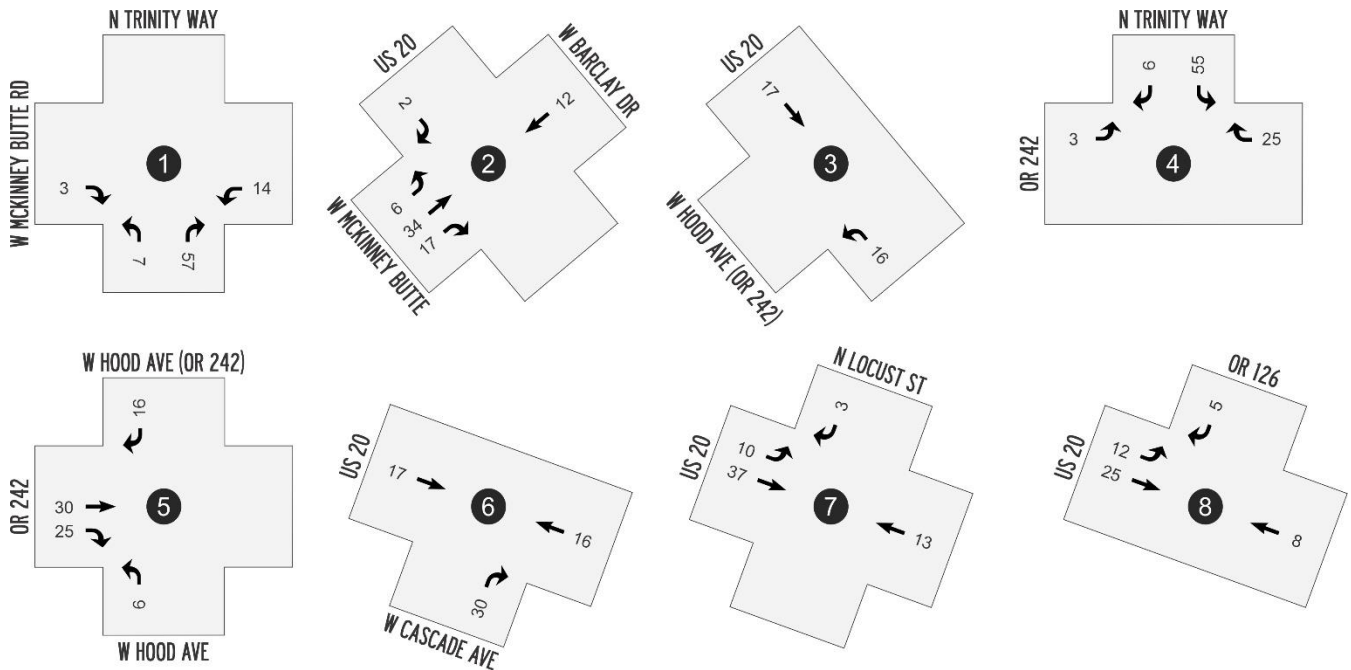 N TRINITY WAY
W MCKINNEY BUTTE RD
1
3
14
7
57
US 20
W BARCLAY DR
2
12
2
6
34
17
W MCKINNEY BUTTE
US 20
17
3
16
W HOOD AVE (OR 242)
N TRINITY WAY
6
55
OR 242
3
25
4
W HOOD AVE (OR 242)
16
OR 242
30
25
5
9
W HOOD AVE
US 20
17
6
16
30
W CASCADE AVE
N LOCUST ST
US 20
3
10
37
7
13
OR 126
US 20
5
12
25
8
8